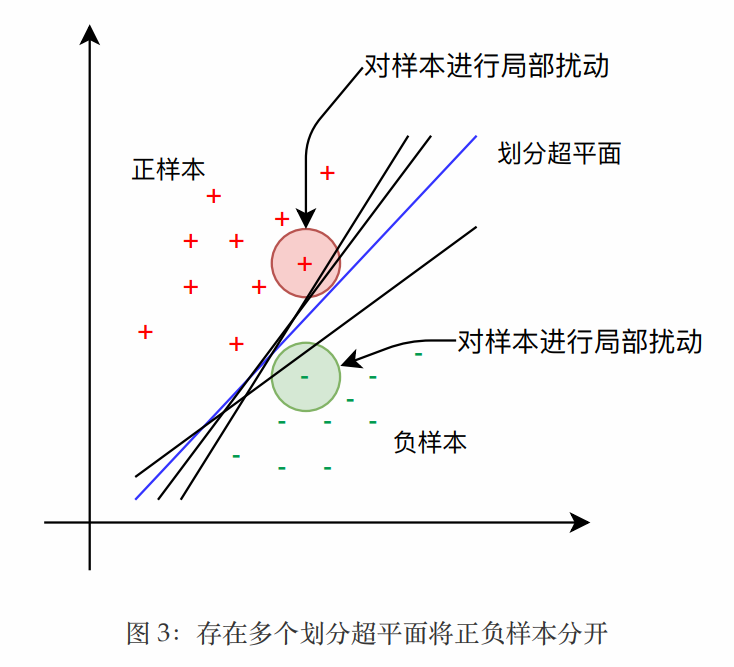 对样本进行局部扰动
划分超平面
正样本
对样本进行局部扰动
负样本
图 3：存在多个划分超平面将正负样本分开